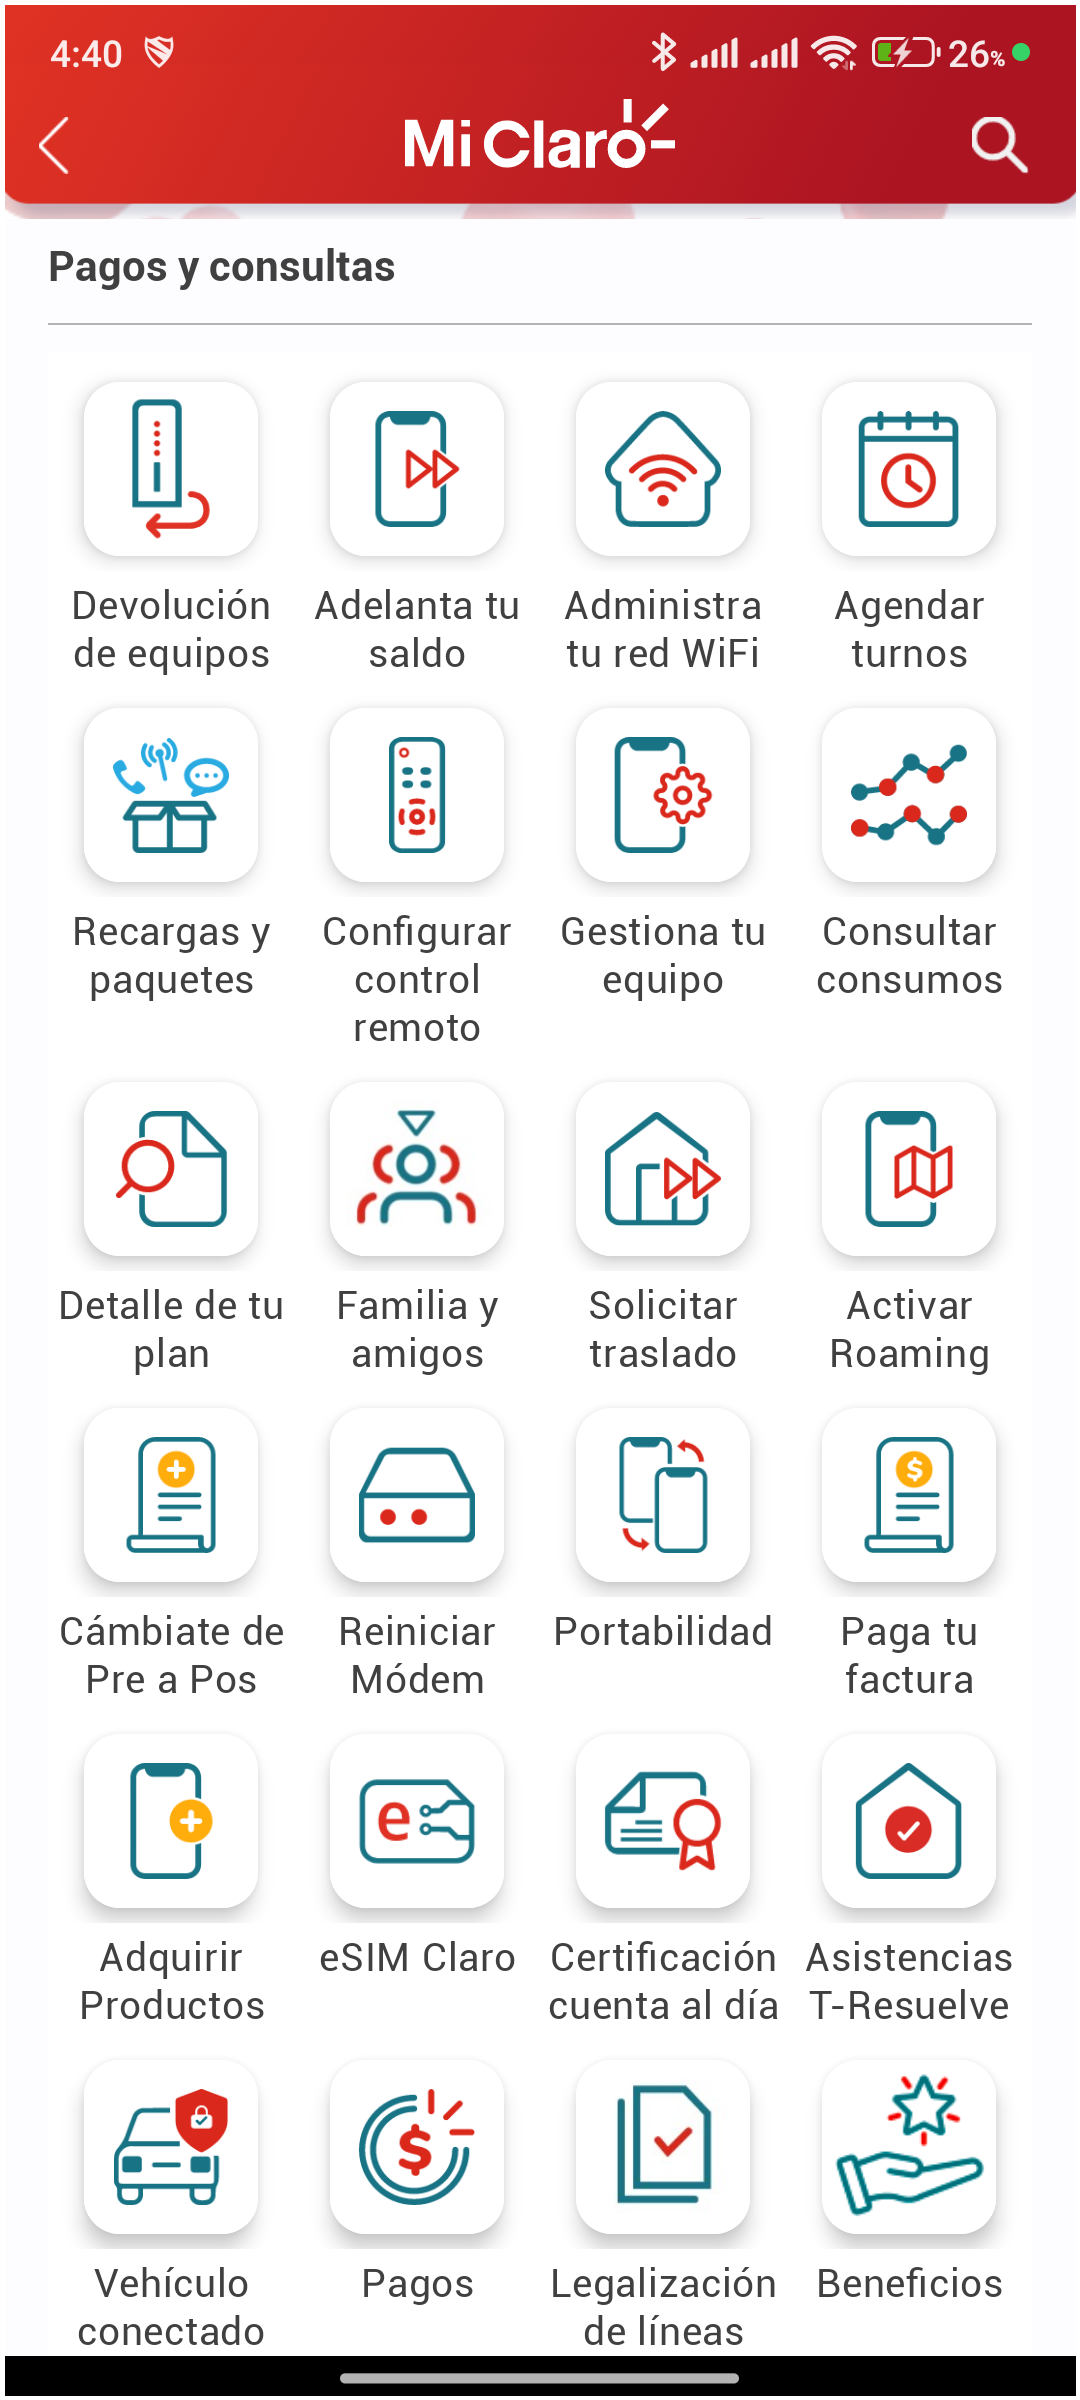 4:40 26%
Mi Claro
Pagos y consultas
Devolución de equipos
Adelanta tu saldo
Administra tu red WiFi
Agendar turnos
Recargas y paquetes
Configurar control remoto
Gestiona tu equipo
Consultar consumos
Detalle de tu plan
Familia y amigos
Solicitar traslado
Activar Roaming
Cámbiate de Pre a Pos
Reiniciar Módem
Portabilidad
$
Paga tu factura
Adquirir Productos
e
eSIM Claro
Certificación cuenta al día
Asistencias T-Resuelve
Vehículo conectado
$
Pagos
Legalización de líneas
Beneficios